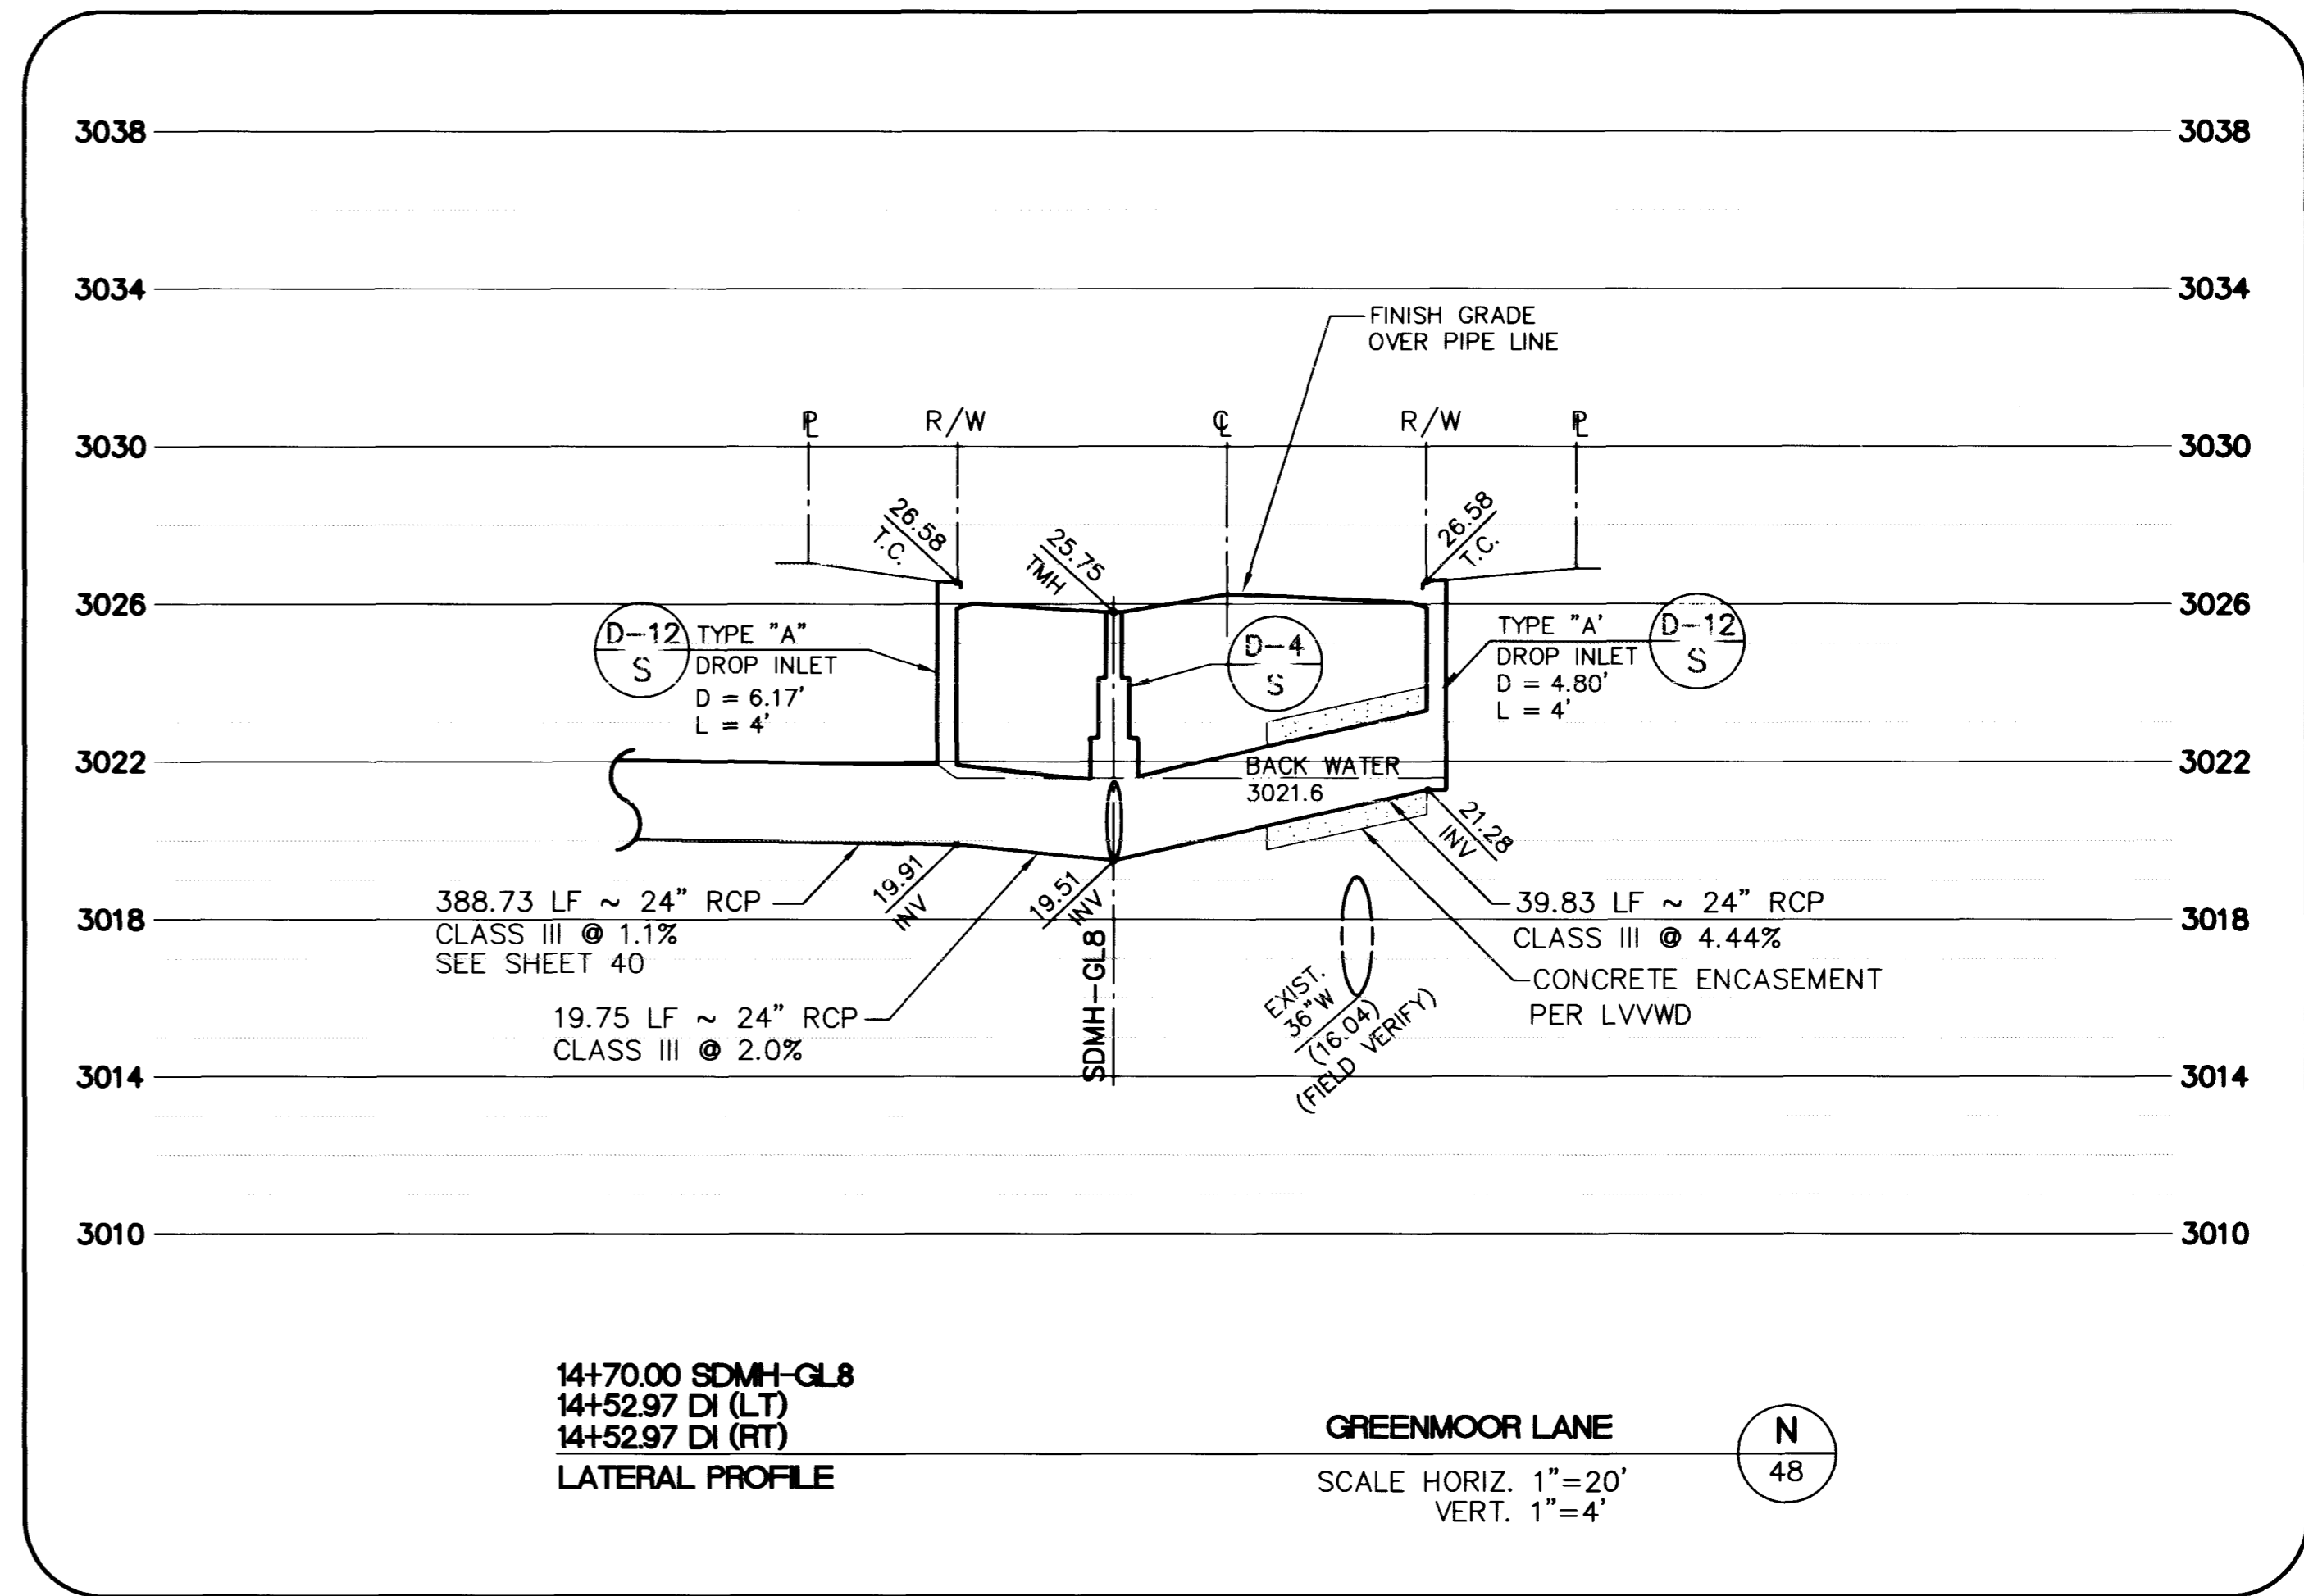 3038 3038
3034 3034
FINISH GRADE
OVER PIPE LINE
℄ R/W ℄ R/W ℄
3030 3030
26.58
T.C.
25.75
TMH
26.58
T.C.
3026 3026
D-12
S
TYPE "A"
DROP INLET
D = 6.17'
L = 4'
D-4
S
TYPE "A'
DROP INLET
D = 4.80'
L = 4'
D-12
S
3022 3022
BACK WATER
3021.6
19.91
INV
19.51
INV
21.28
INV
388.73 LF ~ 24" RCP
CLASS III @ 1.1%
SEE SHEET 40
3018 3018
39.83 LF ~ 24" RCP
CLASS III @ 4.44%
CONCRETE ENCASEMENT
PER LVVWD
19.75 LF ~ 24" RCP
CLASS III @ 2.0%
SDMH-GL8
EXIST.
36"W
(16.04)
(FIELD VERIFY)
3014 3014
3010 3010
14+70.00 SDMH-GL8
14+52.97 DI (LT)
14+52.97 DI (RT)
LATERAL PROFILE
GREENMOOR LANE
SCALE HORIZ. 1"=20'
VERT. 1"=4'
N
48